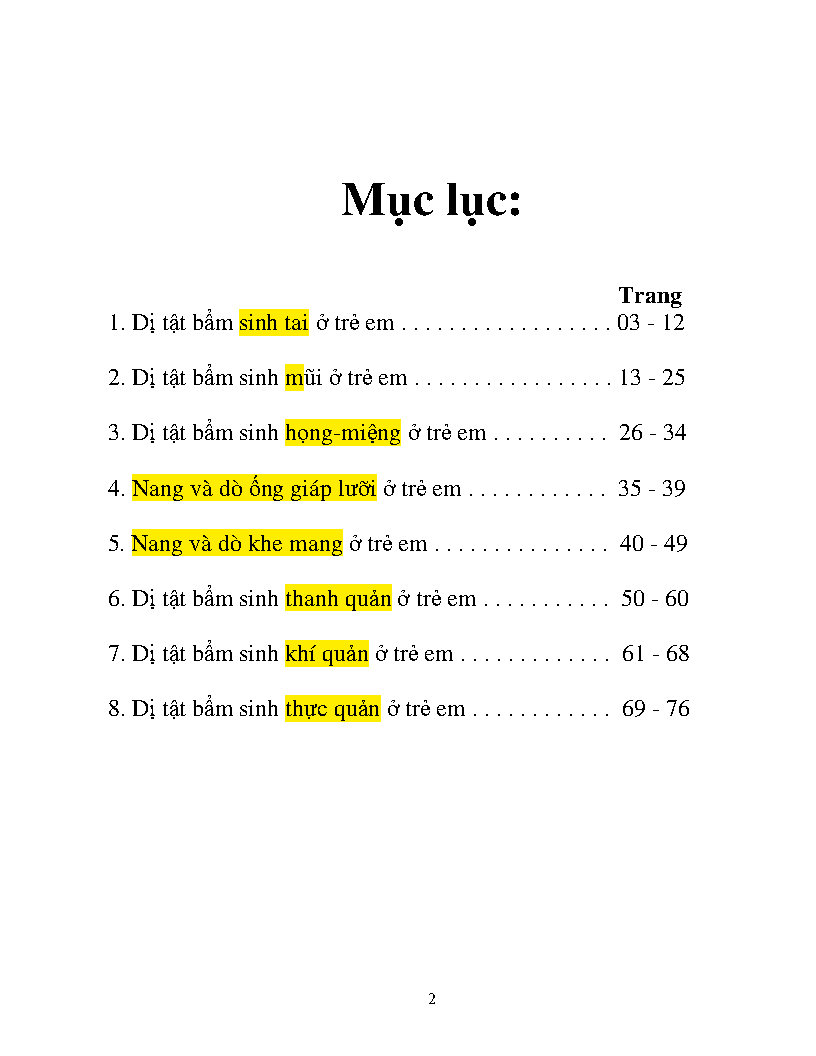 Mục lục:
Trang
1. Dị tật bẩm sinh tai ở trẻ em . . . . . . . . . . . . . . . . . . 03 - 12
2. Dị tật bẩm sinh mũi ở trẻ em . . . . . . . . . . . . . . . . . 13 - 25
3. Dị tật bẩm sinh họng-miệng ở trẻ em . . . . . . . . . . 26 - 34
4. Nang và dò ống giáp lưỡi ở trẻ em . . . . . . . . . . . . 35 - 39
5. Nang và dò khe mang ở trẻ em . . . . . . . . . . . . . . . 40 - 49
6. Dị tật bẩm sinh thanh quản ở trẻ em . . . . . . . . . . . 50 - 60
7. Dị tật bẩm sinh khí quản ở trẻ em . . . . . . . . . . . . . 61 - 68
8. Dị tật bẩm sinh thực quản ở trẻ em . . . . . . . . . . . . 69 - 76
2